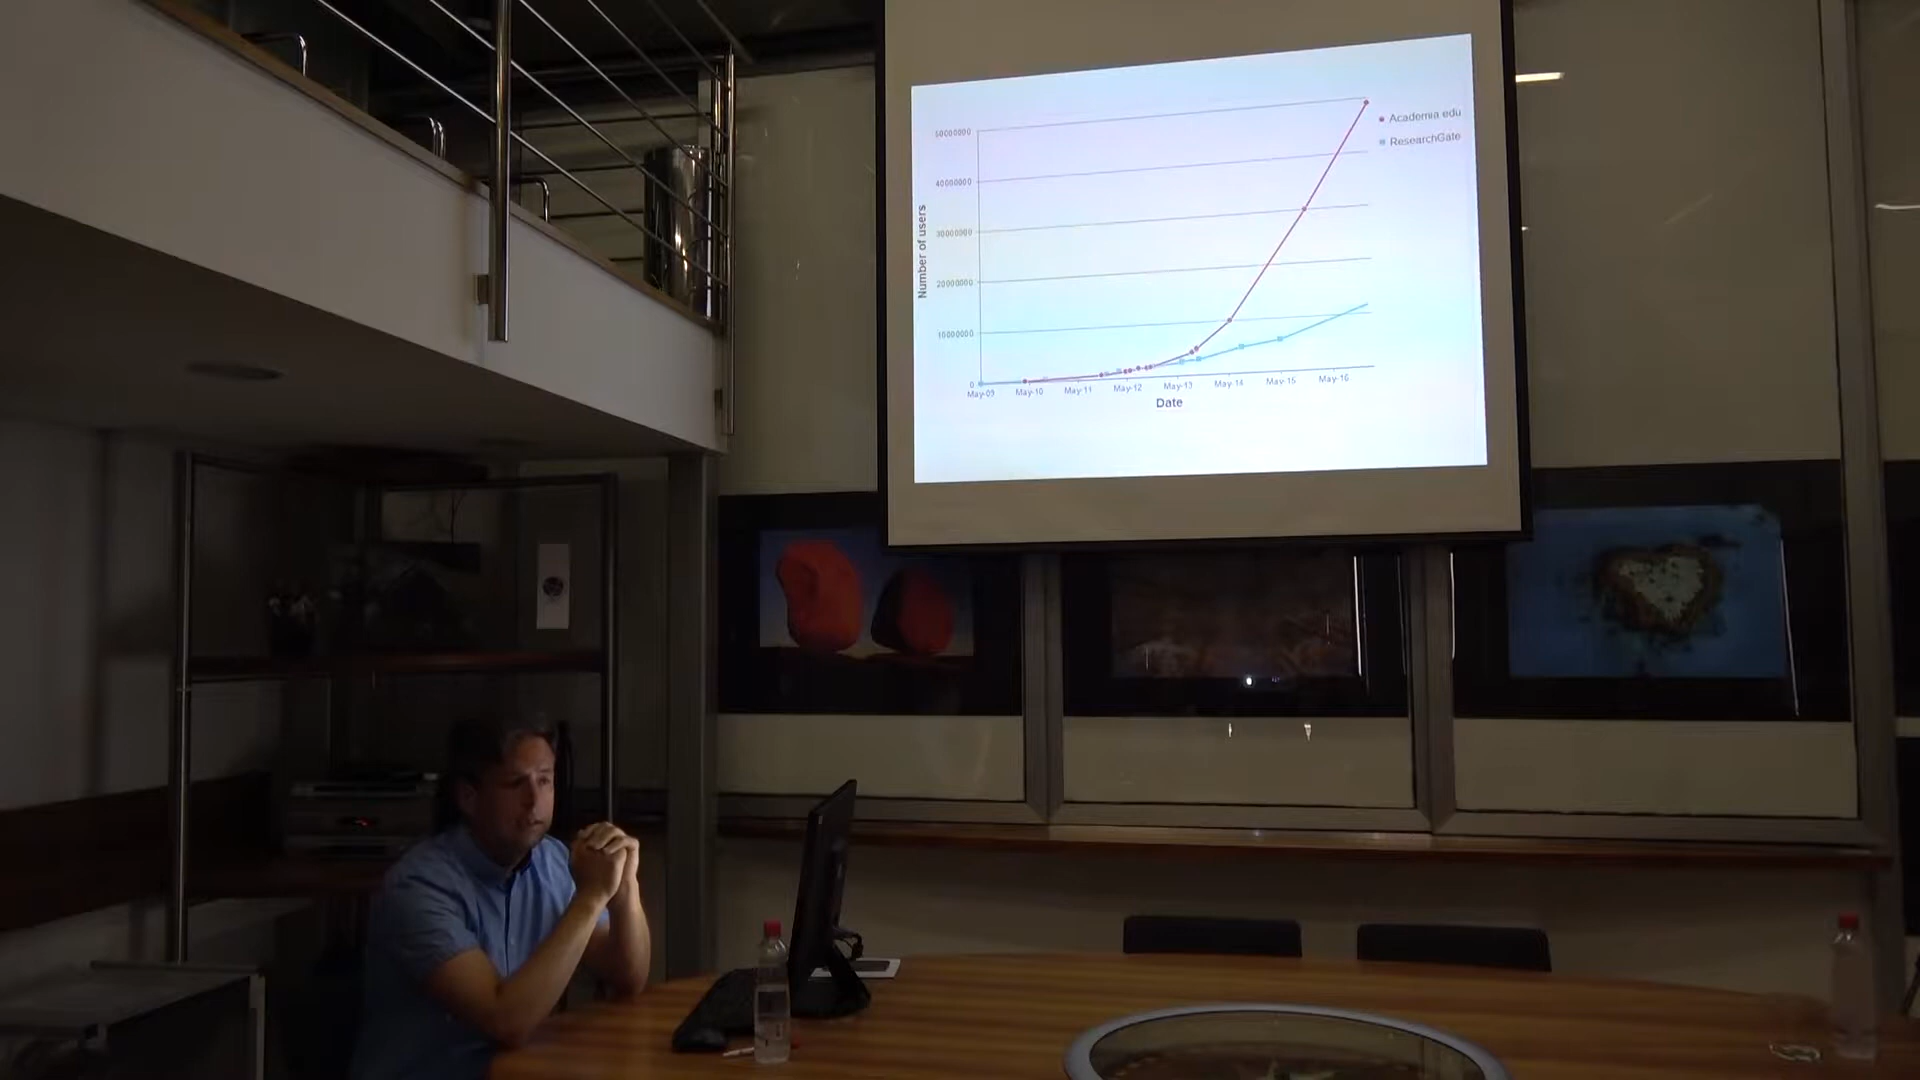 50000000
40000000
30000000
20000000
10000000
0
Number of users
May-09 May-10 May-11 May-12 May-13 May-14 May-15 May-16
Date
Academia edu
ResearchGate